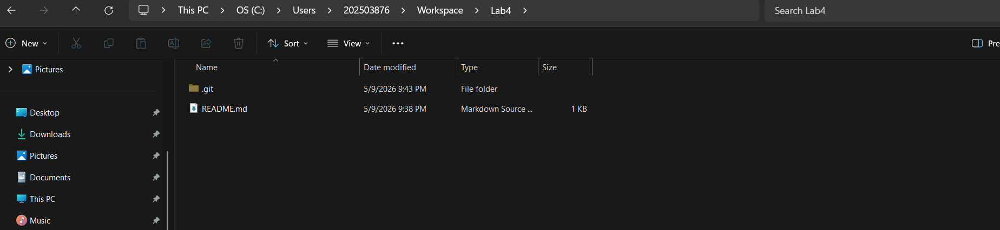 This PC > OS (C:) > Users > 202503876 > Workspace > Lab4 >
Search Lab4
New
Sort
View
Pre
Pictures
Desktop
Downloads
Pictures
Documents
This PC
Music
Name Date modified Type Size
.git 5/9/2026 9:43 PM File folder
README.md 5/9/2026 9:38 PM Markdown Source ... 1 KB